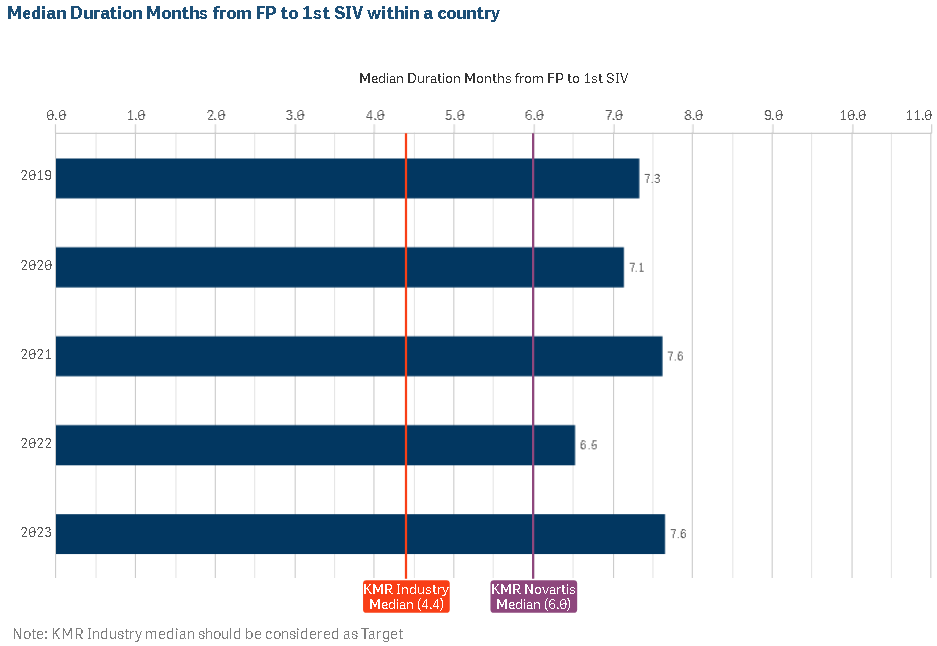 Median Duration Months from FP to 1st SIV within a country
Median Duration Months from FP to 1st SIV
0.0 1.0 2.0 3.0 4.0 5.0 6.0 7.0 8.0 9.0 10.0 11.0
2019 7.3
2020 7.1
2021 7.6
2022 6.5
2023 7.6
KMR Industry
Median (4.4)
KMR Novartis
Median (6.0)
Note: KMR Industry median should be considered as Target